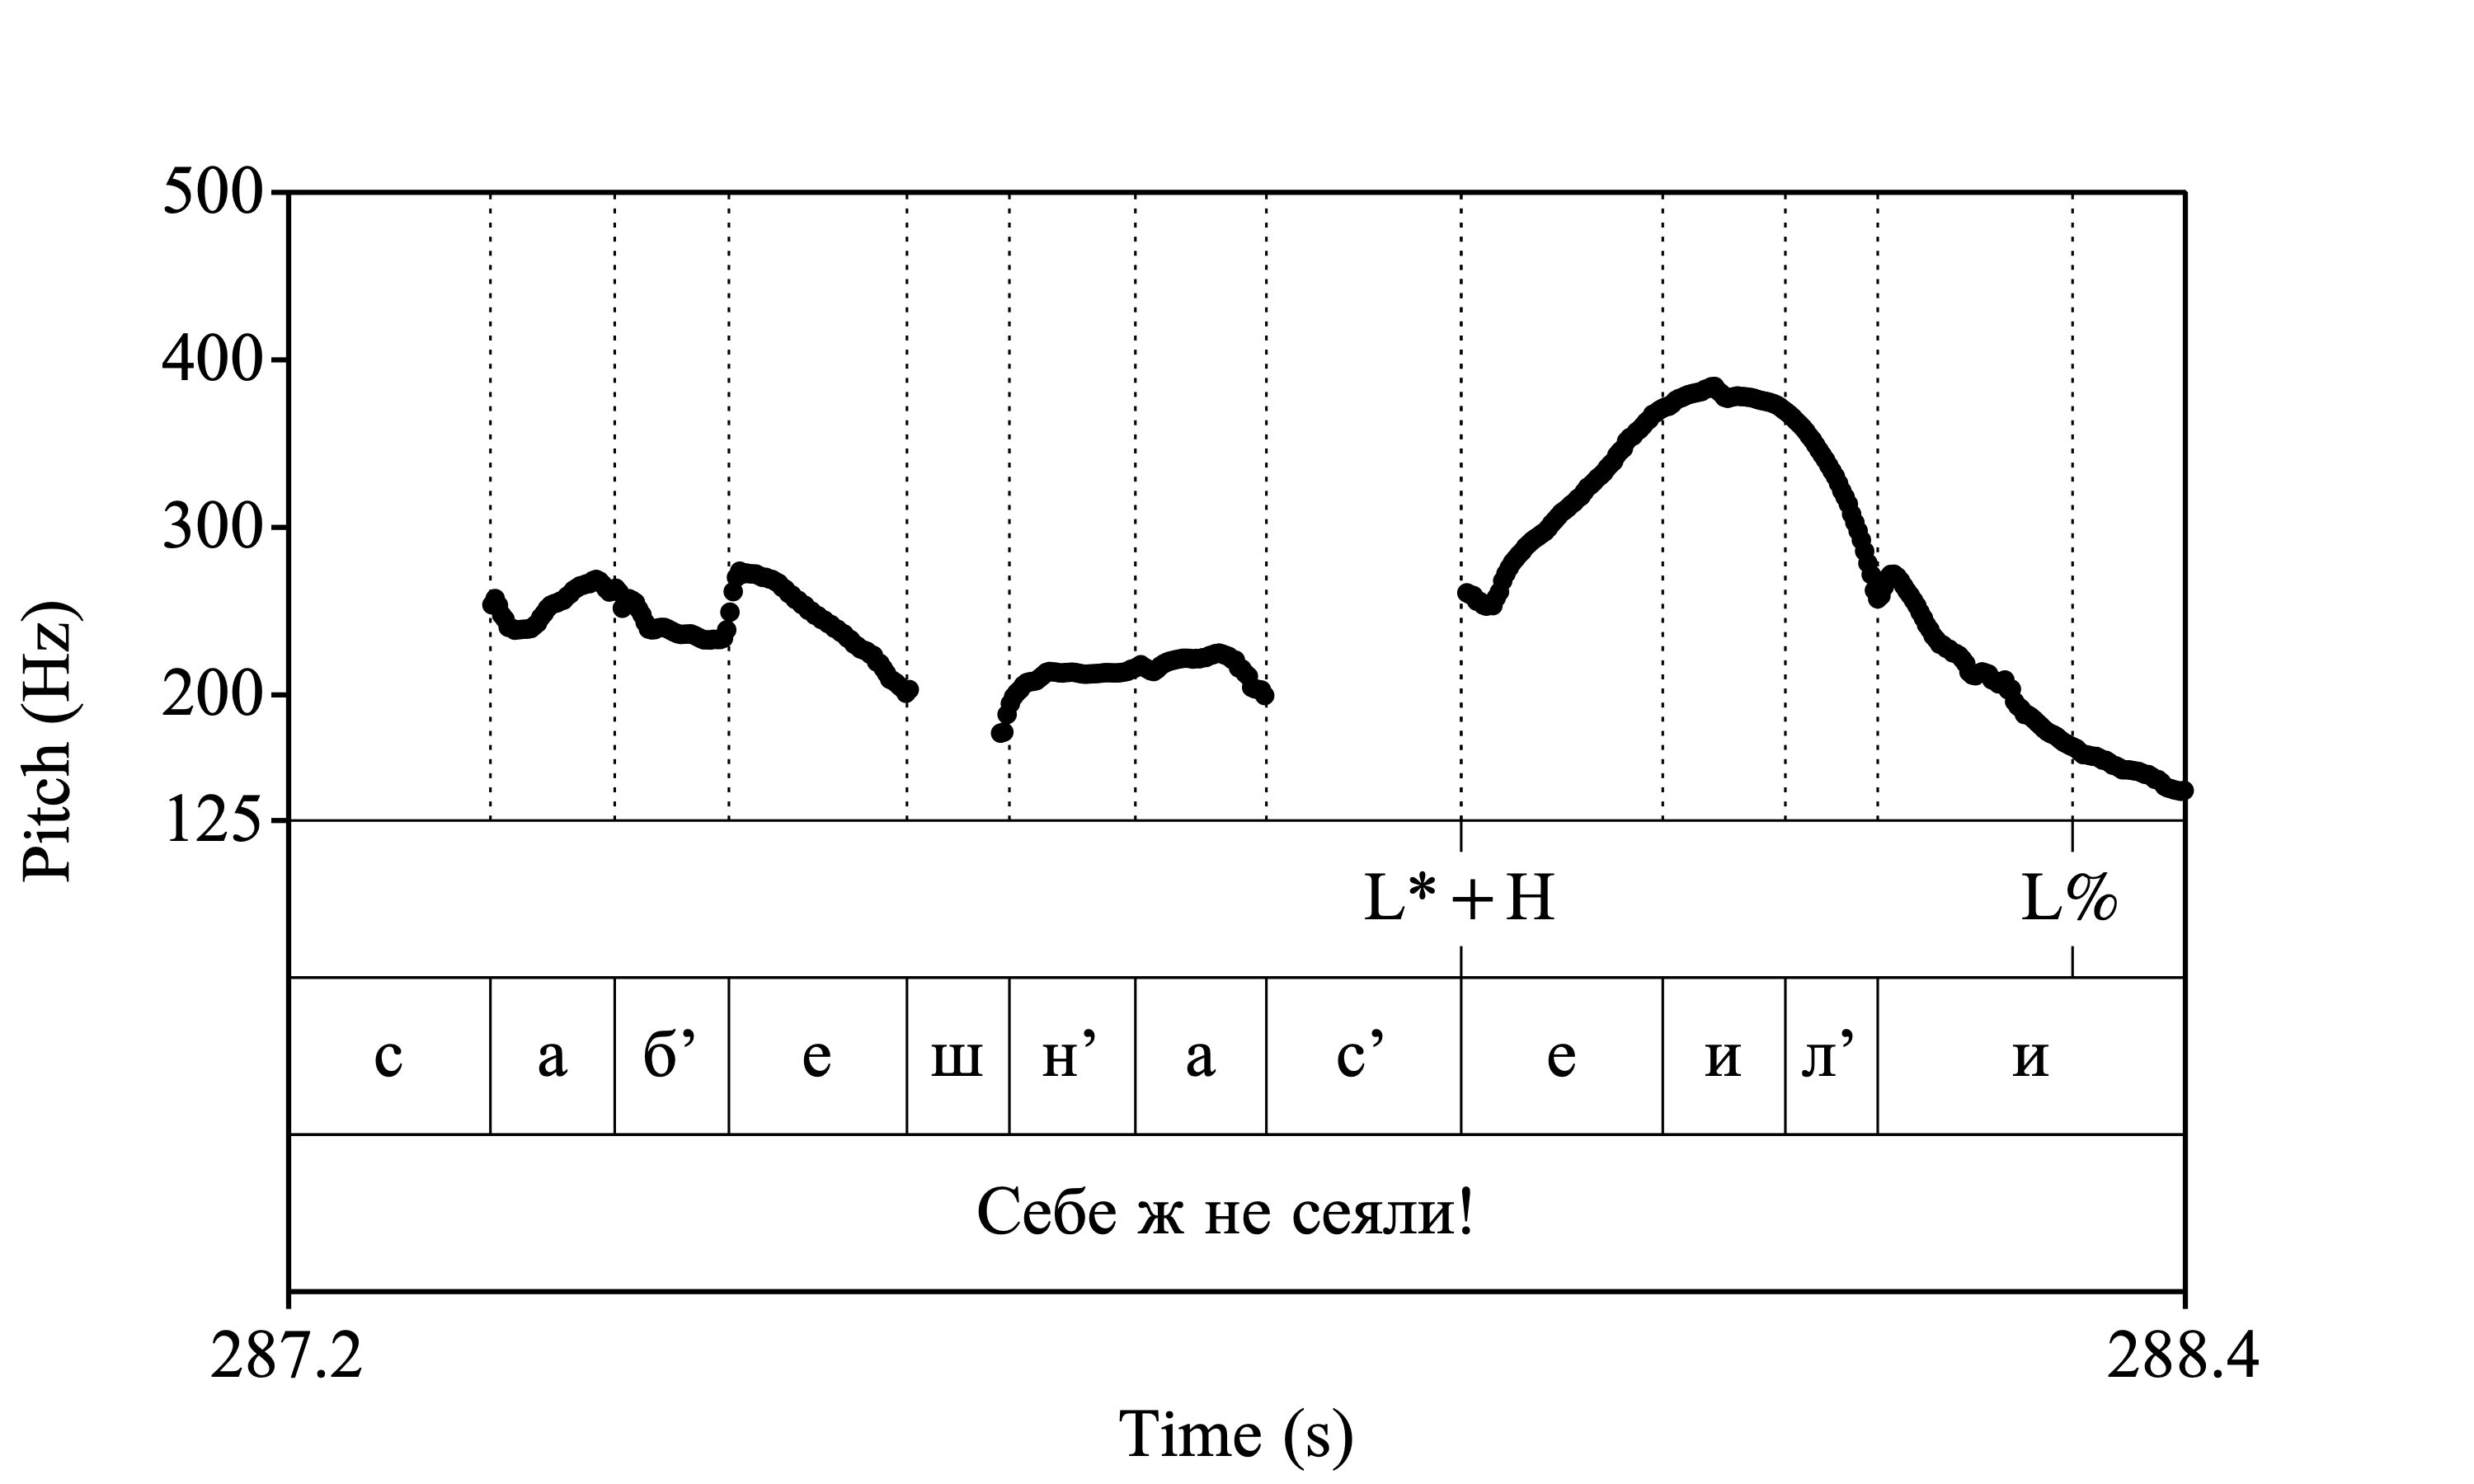 500
400
300
200
125
Pitch (Hz)
L*+H L%
с а б’ е ш н’ а с’ е и л’ и
Себе ж не сеяли!
287.2 288.4
Time (s)